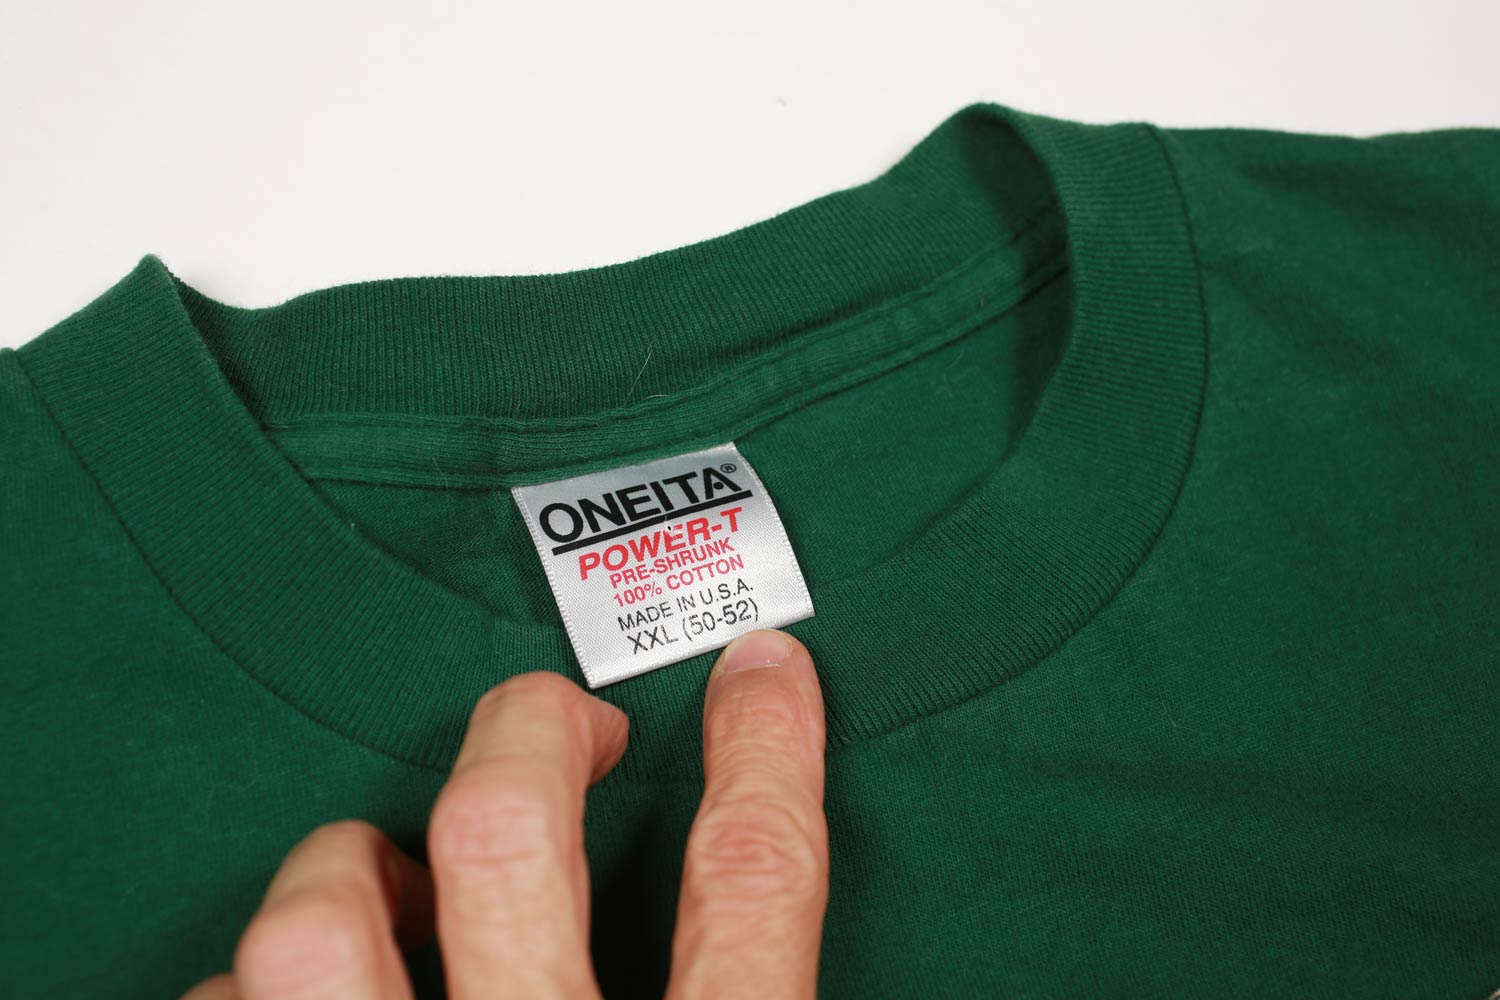 ONEITA®
POWER-T
PRE-SHRUNK
100% COTTON
MADE IN U.S.A.
XXL (50-52)